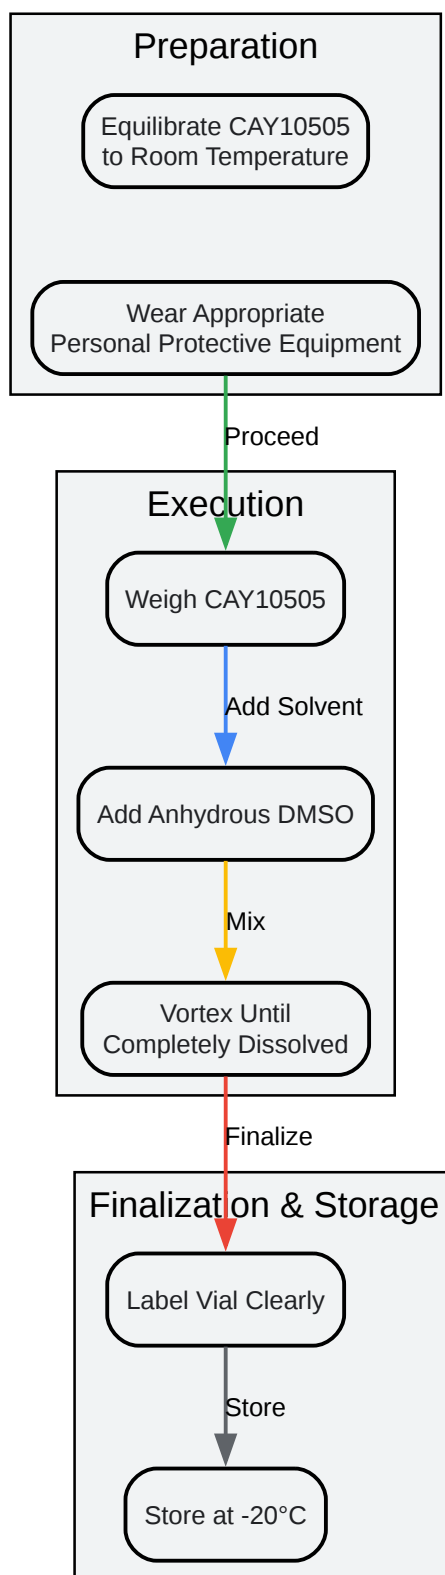 Preparation
Equilibrate CAY10505
to Room Temperature
Wear Appropriate
Personal Protective Equipment
Proceed
Execution
Weigh CAY10505
Add Solvent
Add Anhydrous DMSO
Mix
Vortex Until
Completely Dissolved
Finalize
Finalization & Storage
Label Vial Clearly
Store
Store at -20°C